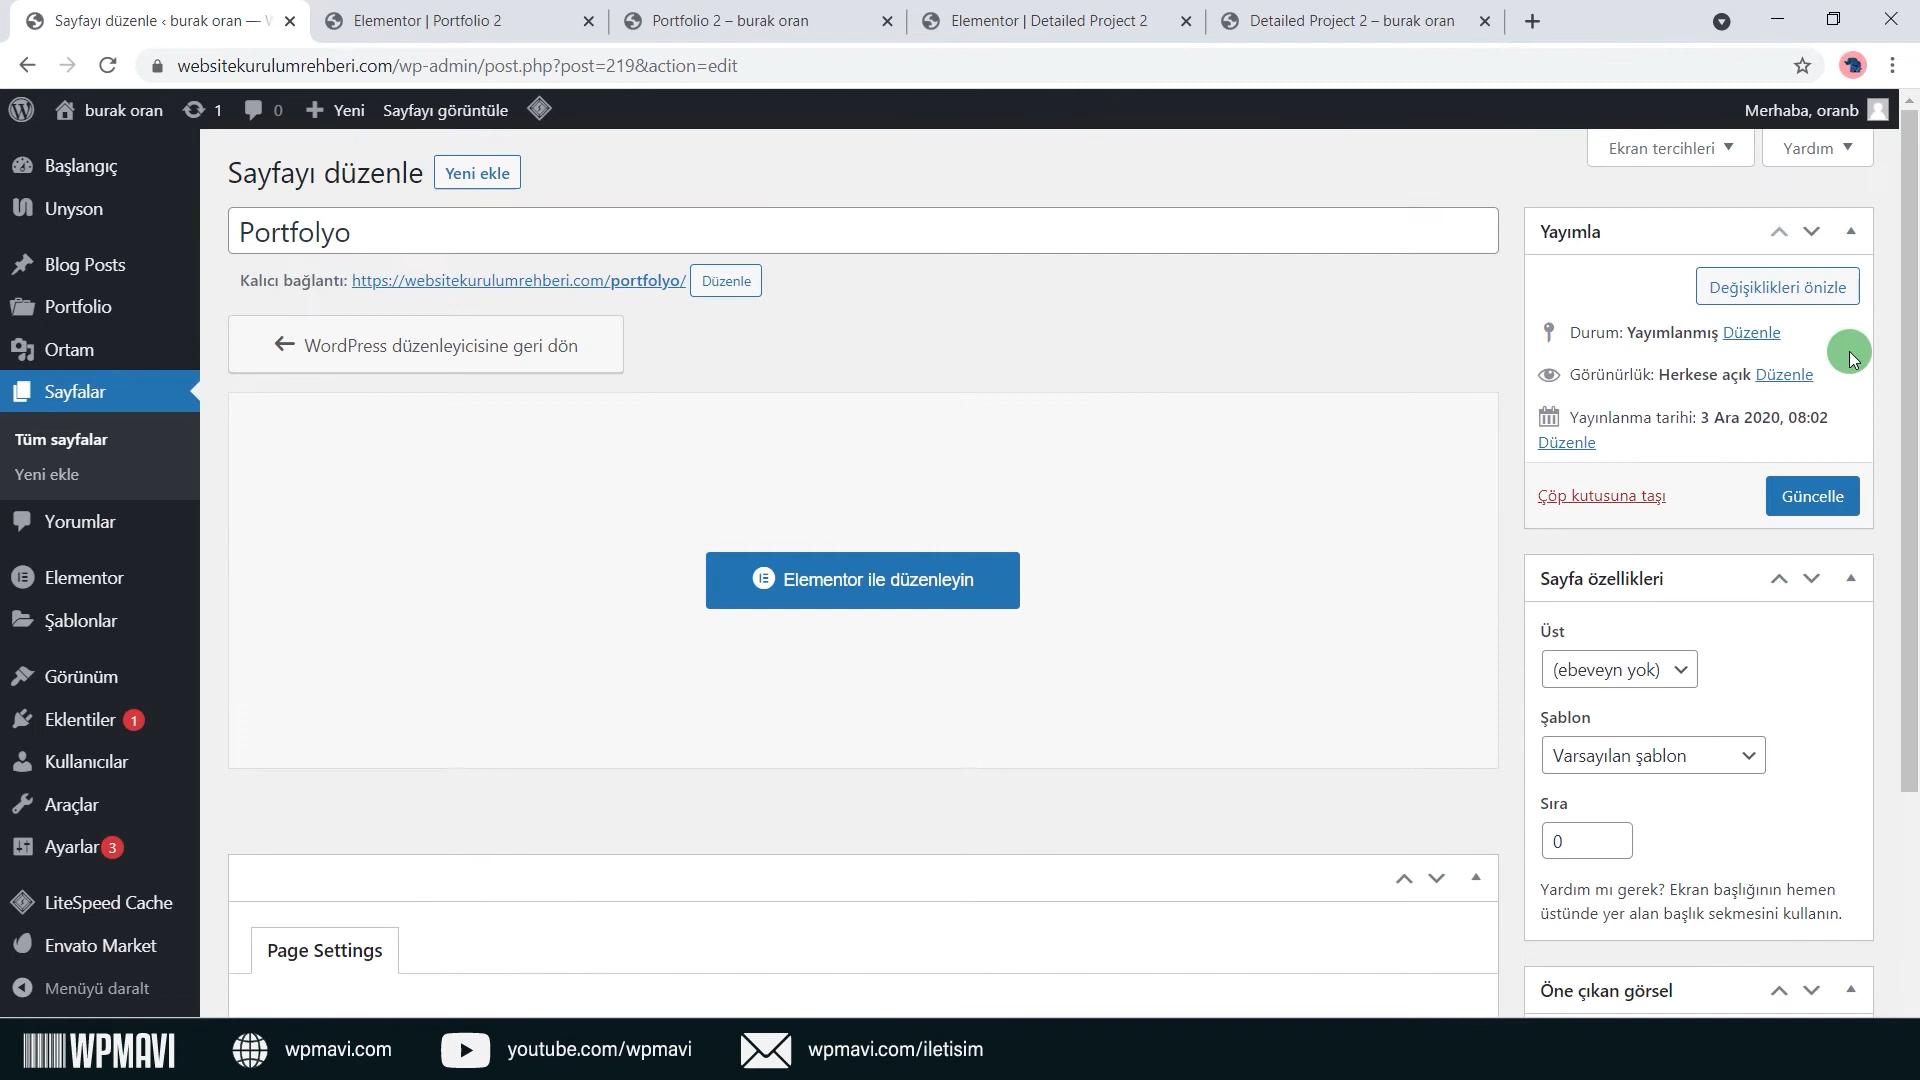 Sayfayı düzenle ‹ burak oran —
Elementor | Portfolio 2
Portfolio 2 – burak oran
Elementor | Detailed Project 2
Detailed Project 2 – burak oran
websitekurulumrehberi.com/wp-admin/post.php?post=219&action=edit
burak oran
1
0
Yeni
Sayfayı görüntüle
Merhaba, oranb
Başlangıç
Unyson
Blog Posts
Portfolio
Ortam
Sayfalar
Tüm sayfalar
Yeni ekle
Yorumlar
Elementor
Şablonlar
Görünüm
Eklentiler 1
Kullanıcılar
Araçlar
Ayarlar 3
LiteSpeed Cache
Envato Market
Menüyü daralt
Ekran tercihleri
Yardım
Sayfayı düzenle
Yeni ekle
Portfolyo
Kalıcı bağlantı: https://websitekurulumrehberi.com/portfolyo/ Düzenle
WordPress düzenleyicisine geri dön
Elementor ile düzenleyin
Page Settings
Yayımla
Değişiklikleri önizle
Durum: Yayımlanmış Düzenle
Görünürlük: Herkese açık Düzenle
Yayınlanma tarihi: 3 Ara 2020, 08:02
Düzenle
Çöp kutusuna taşı
Güncelle
Sayfa özellikleri
Üst
(ebeveyn yok)
Şablon
Varsayılan şablon
Sıra
0
Yardım mı gerek? Ekran başlığının hemen
üstünde yer alan başlık sekmesini kullanın.
Öne çıkan görsel
WPMAVI
wpmavi.com
youtube.com/wpmavi
wpmavi.com/iletisim